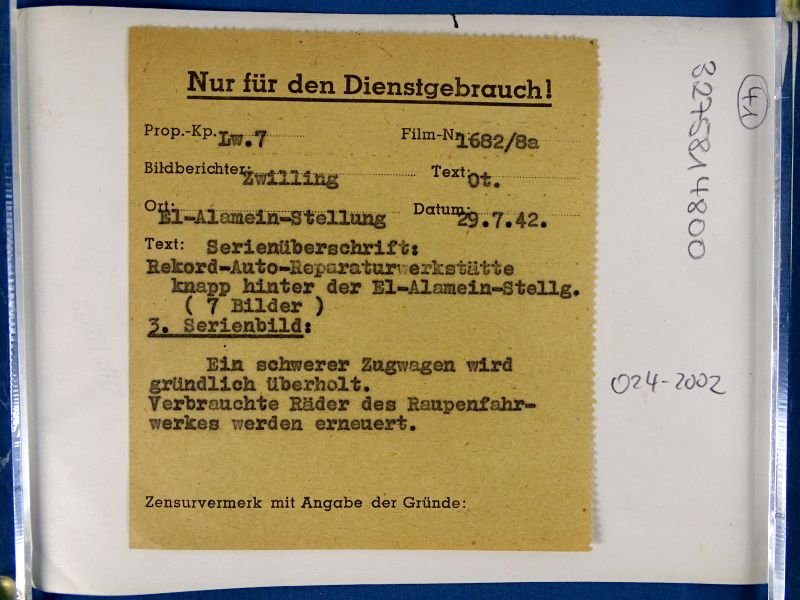 Nur für den Dienstgebrauch!
Prop.-Kp. Lw.7 Film-Nr. 1682/8a
Bildberichter: Zwilling Text: Ot.
Ort: El-Alamein-Stellung Datum: 29.7.42.
Text: Serienüberschrift:
Rekord-Auto-Reparaturwerkstätte
knapp hinter der El-Alamein-Stellg.
( 7 Bilder )
3. Serienbild:
Ein schwerer Zugwagen wird
gründlich überholt.
Verbrauchte Räder des Raupenfahr-
werkes werden erneuert.
Zensurvermerk mit Angabe der Gründe:
41
3275814800
024-2002